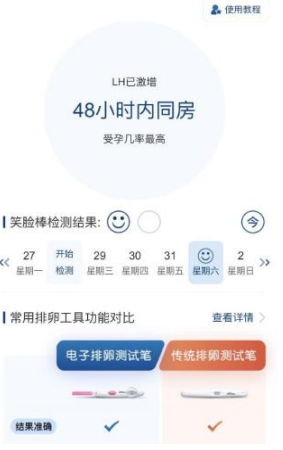 使用教程
LH已激增
48小时内同房
受孕几率最高
笑脸棒检测结果:
今
27 开始 29 30 31 2
星期一 检测 星期三 星期四 星期五 星期六 星期日
常用排卵工具功能对比 查看详情
电子排卵测试笔 传统排卵测试笔
结果准确